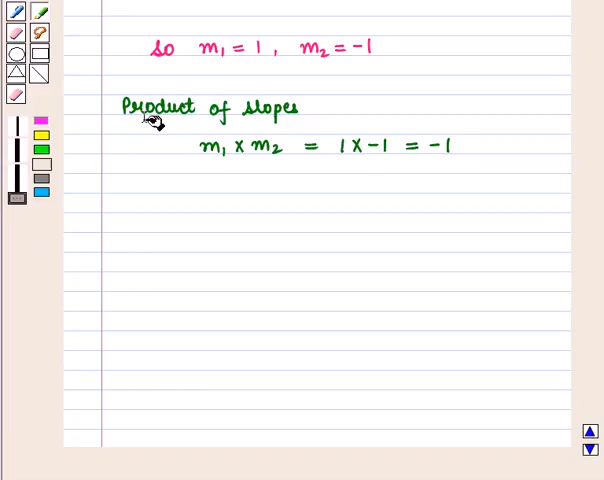 so m₁ = 1 , m₂ = -1
Product of slopes
m₁ × m₂ = 1 × -1 = -1